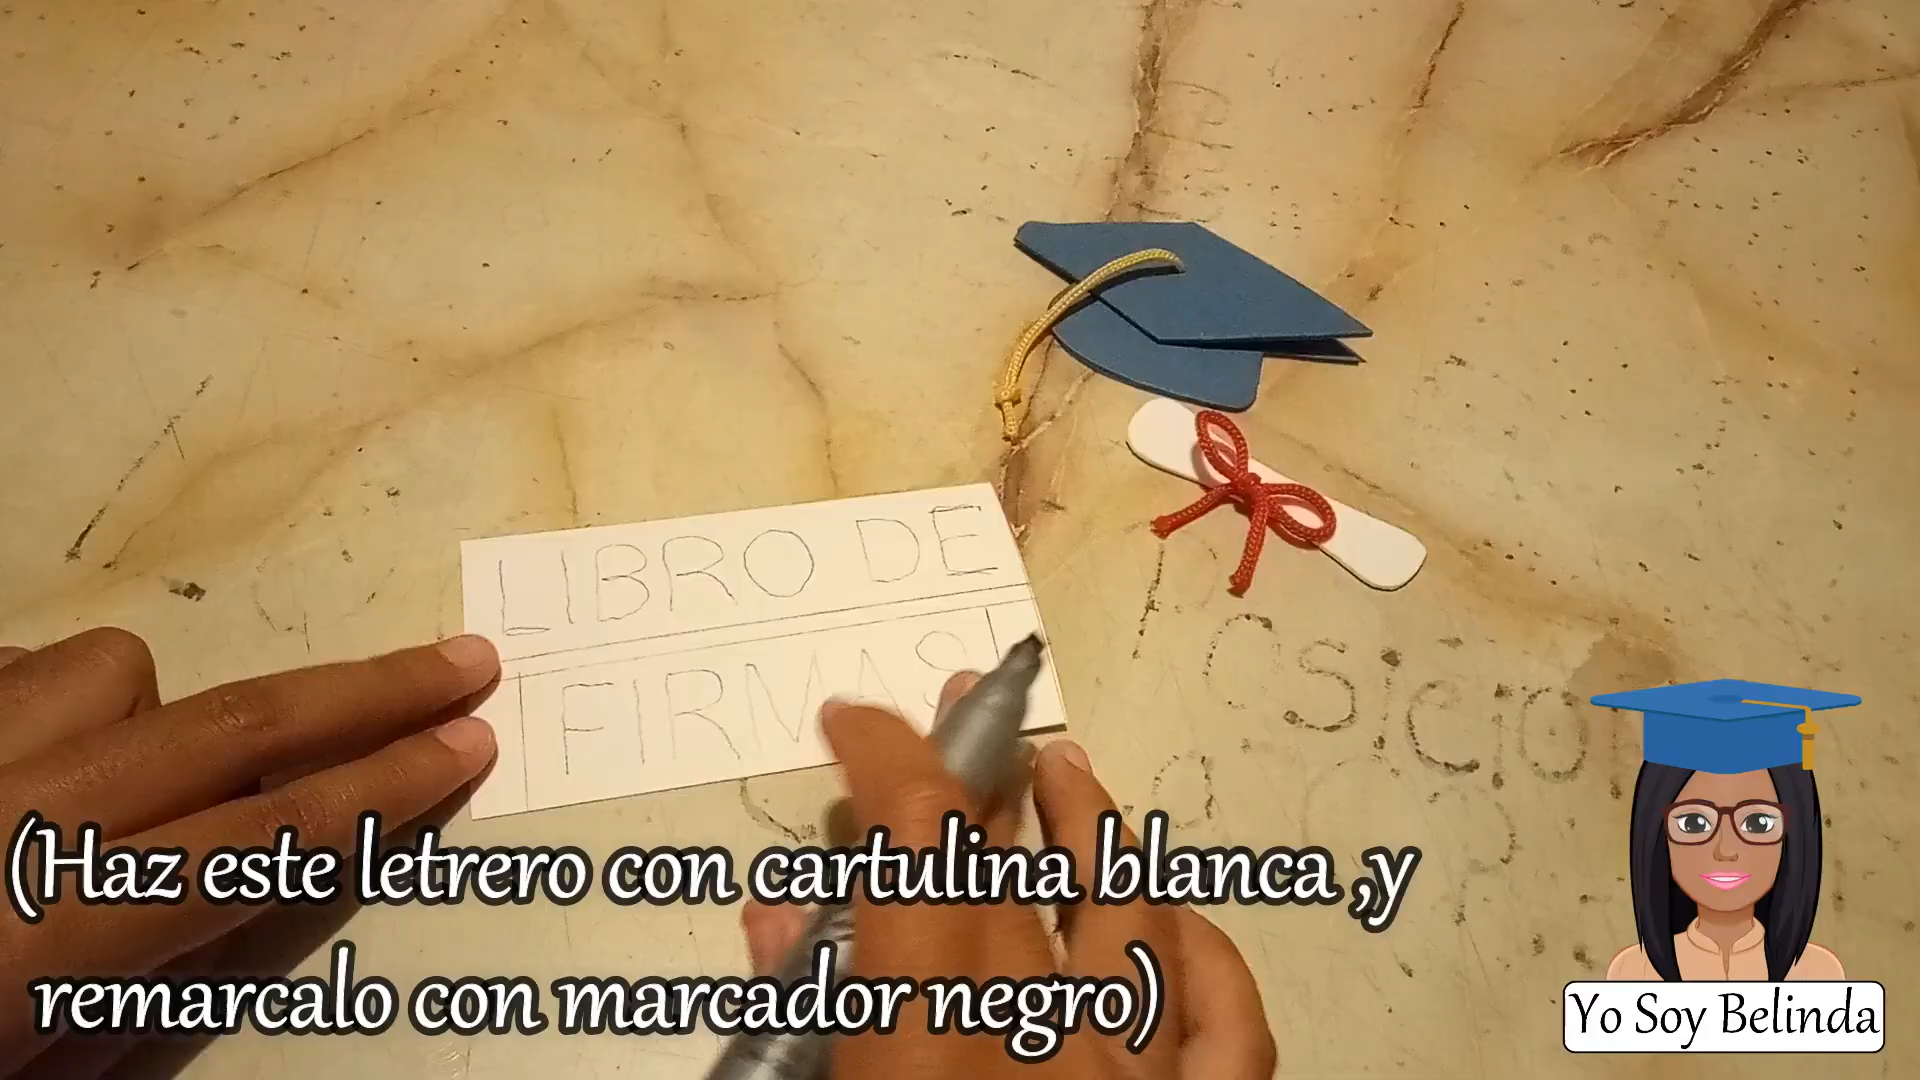 LIBRO DE
FIRMAS
(Haz este letrero con cartulina blanca ,y
remarcalo con marcador negro)
Yo Soy Belinda